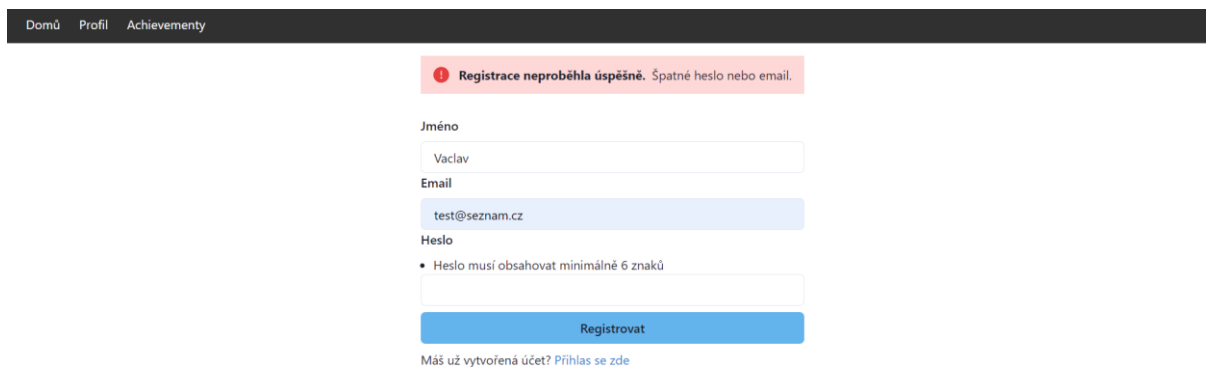 Domů Profil Achievementy
Registrace neproběhla úspěšně. Špatné heslo nebo email.
Jméno
Vaclav
Email
test@seznam.cz
Heslo
• Heslo musí obsahovat minimálně 6 znaků
Registrovat
Máš už vytvořená účet? Přihlas se zde